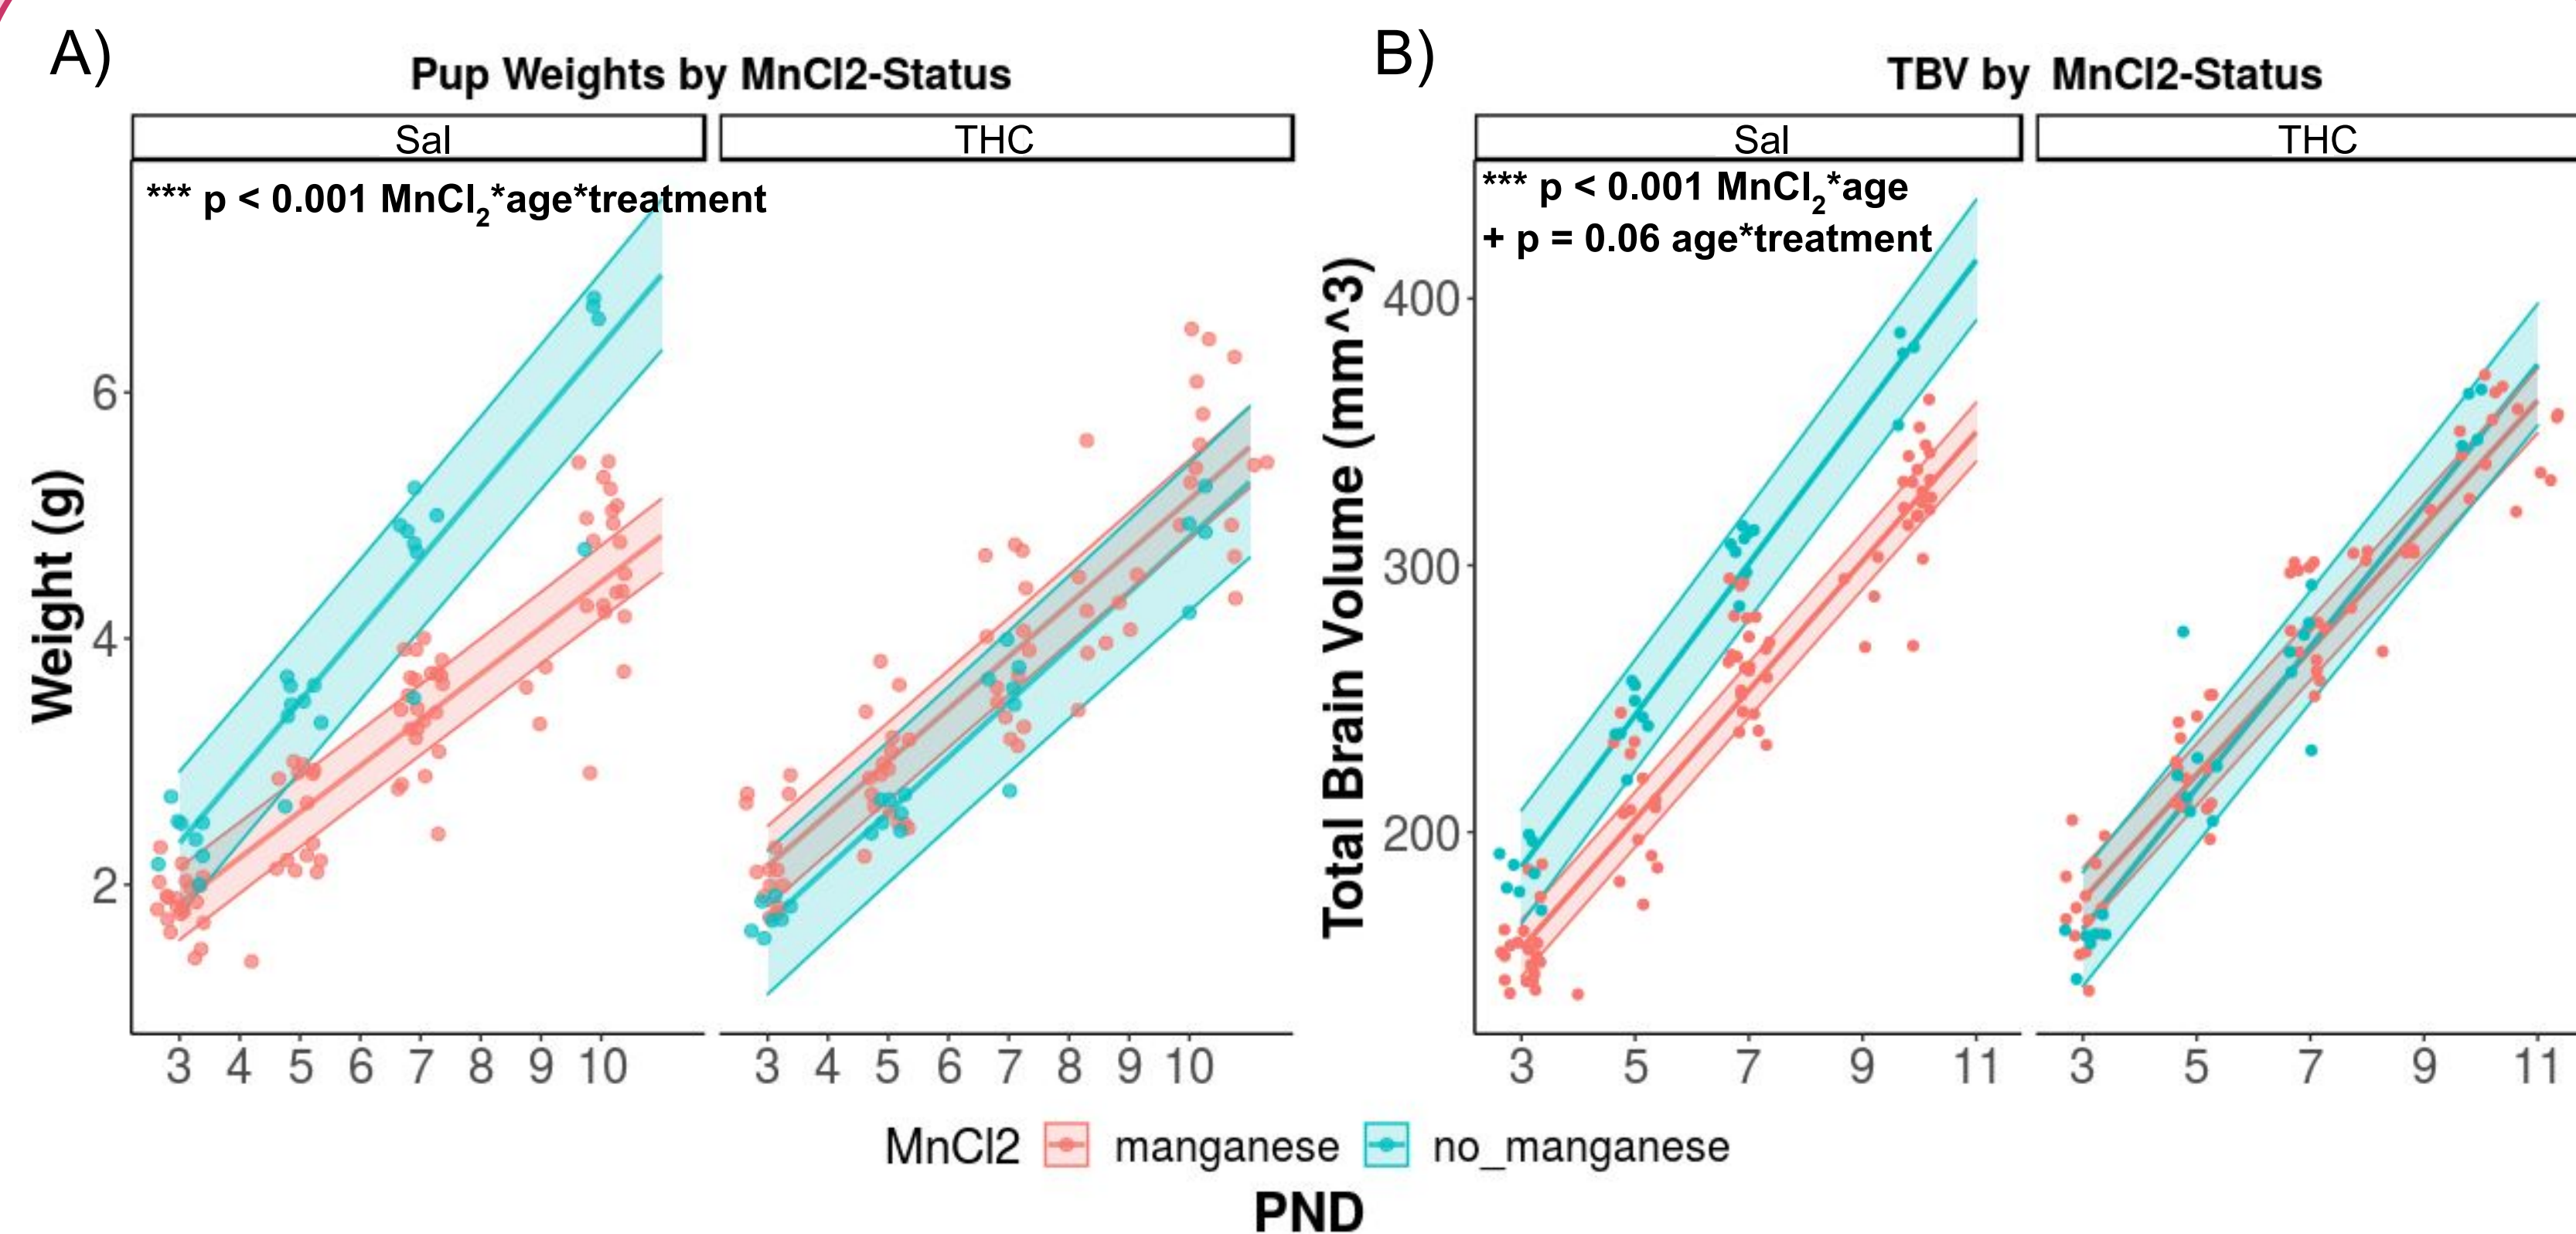 A)
Pup Weights by MnCl2-Status
Sal
THC
*** p < 0.001 MnCl2*age*treatment
Weight (g)
6
4
2
3 4 5 6 7 8 9 10
3 4 5 6 7 8 9 10
B)
TBV by MnCl2-Status
Sal
THC
*** p < 0.001 MnCl2*age
+ p = 0.06 age*treatment
Total Brain Volume (mm^3)
400
300
200
3 5 7 9 11
3 5 7 9 11
MnCl2 manganese no_manganese
PND